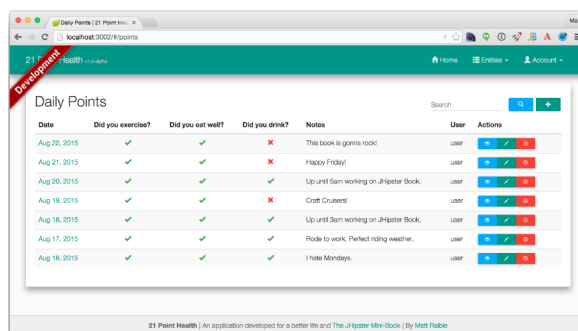 Daily Points | 21 Point Heal
localhost:3002/#/points
21 Point Health v1.0-alpha
Home
Entities
Account
Development
Daily Points
Search
Date Did you exercise? Did you eat well? Did you drink? Notes User Actions
Aug 22, 2015 This book is gonna rock! user
Aug 21, 2015 Happy Friday! user
Aug 20, 2015 Up until 5am working on JHipster Book. user
Aug 19, 2015 Craft Cruisers! user
Aug 18, 2015 Up until 3am working on JHipster Book. user
Aug 17, 2015 Rode to work. Perfect riding weather. user
Aug 16, 2015 I hate Mondays. user
21 Point Health | An application developed for a better life and The JHipster Mini-Book | By Matt Raible